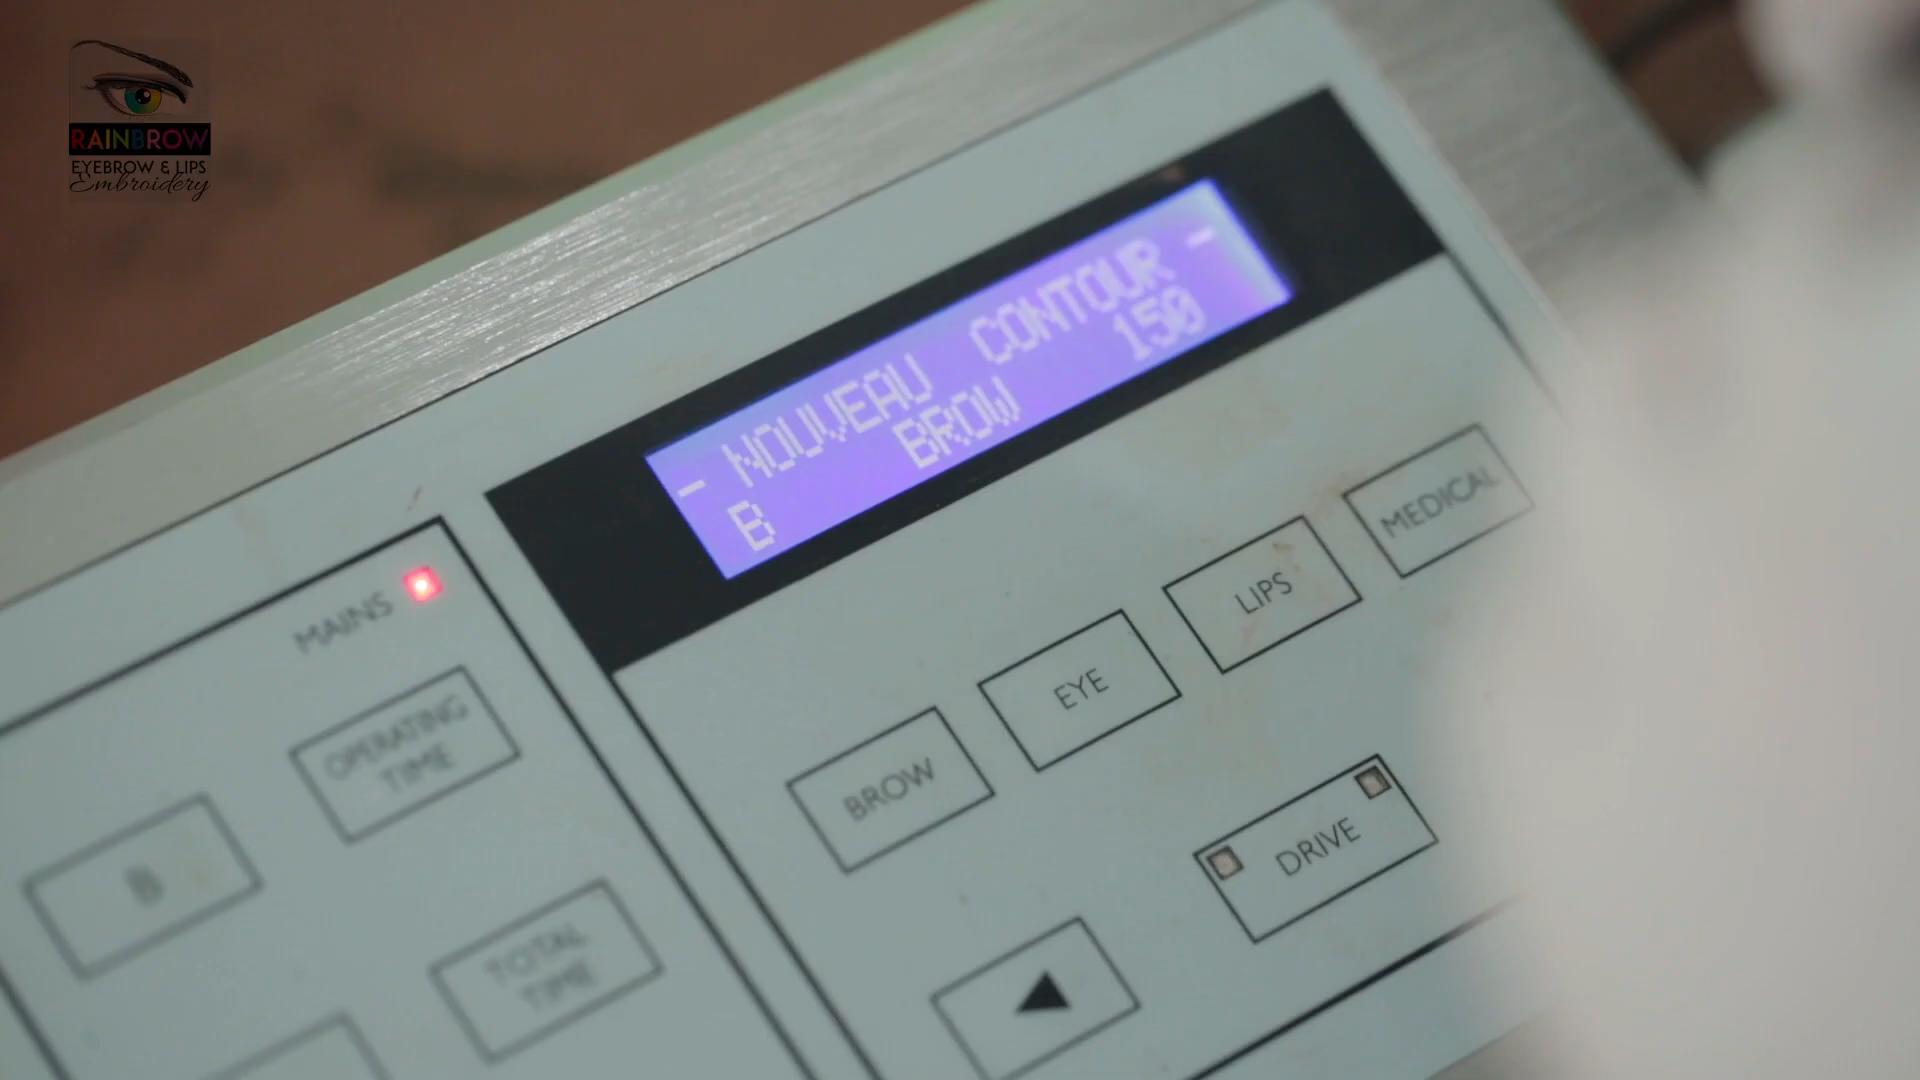 RAINBROW
EYEBROW & LIPS
Embroidery
- NOUVEAU CONTOUR -
B BROW 150
MAINS
OPERATING
TIME
B
TOTAL
TIME
BROW
EYE
LIPS
MEDICAL
DRIVE